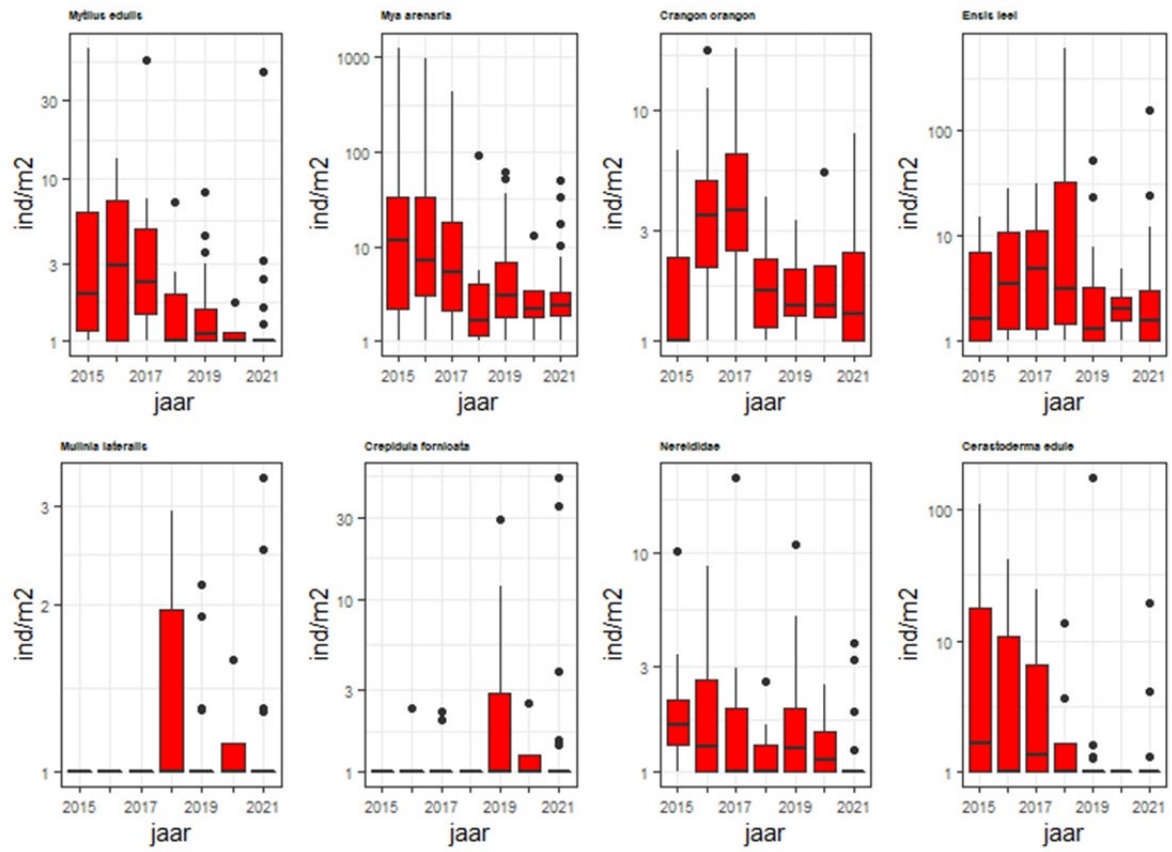 Mytilus edulis
Mya arenaria
Crangon crangon
Ensis leei
ind/m2
30
10
3
1
ind/m2
1000
100
10
1
ind/m2
10
3
1
ind/m2
100
10
1
2015 2017 2019 2021
2015 2017 2019 2021
2015 2017 2019 2021
2015 2017 2019 2021
jaar
jaar
jaar
jaar
Mulinia lateralis
Crepidula fornicata
Nereididae
Cerastoderma edule
ind/m2
3
2
1
ind/m2
30
10
3
1
ind/m2
10
3
1
ind/m2
100
10
1
2015 2017 2019 2021
2015 2017 2019 2021
2015 2017 2019 2021
2015 2017 2019 2021
jaar
jaar
jaar
jaar